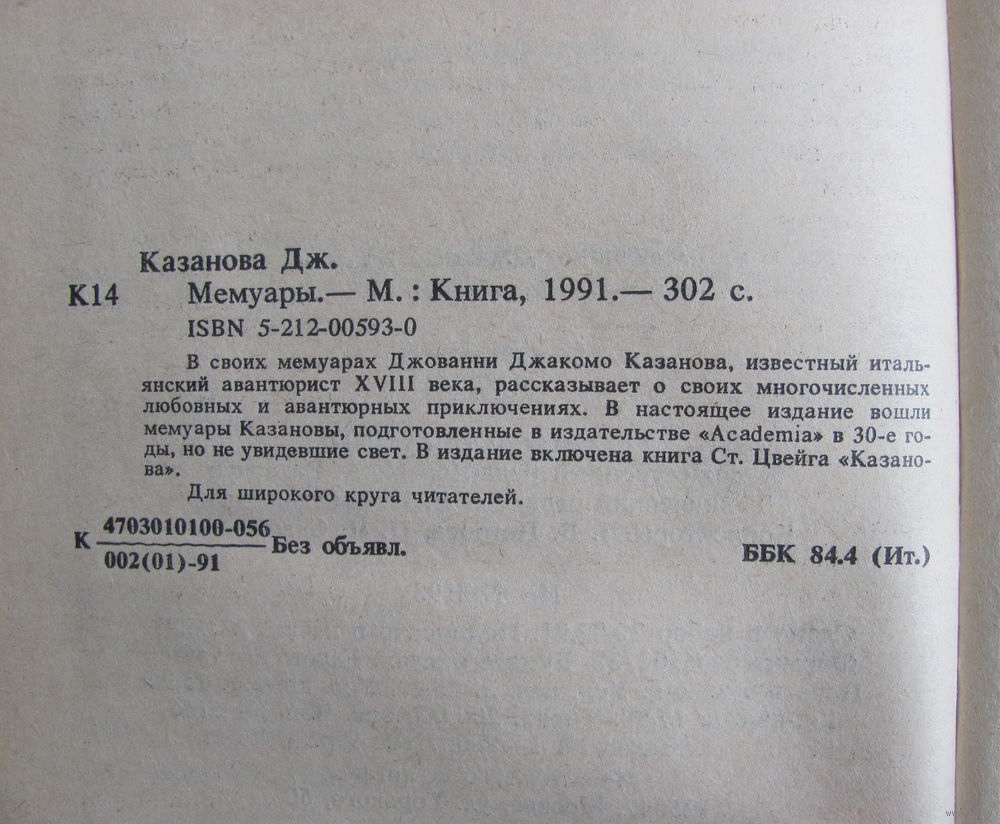 Казанова Дж.
К14 Мемуары.— М. : Книга, 1991.— 302 с.
ISBN 5-212-00593-0
В своих мемуарах Джованни Джакомо Казанова, известный италь-
янский авантюрист XVIII века, рассказывает о своих многочисленных
любовных и авантюрных приключениях. В настоящее издание вошли
мемуары Казановы, подготовленные в издательстве «Academia» в 30-е го-
ды, но не увидевшие свет. В издание включена книга Ст. Цвейга «Казано-
ва».
Для широкого круга читателей.
4703010100-056
К Без объявл.
002(01)-91
ББК 84.4 (Ит.)